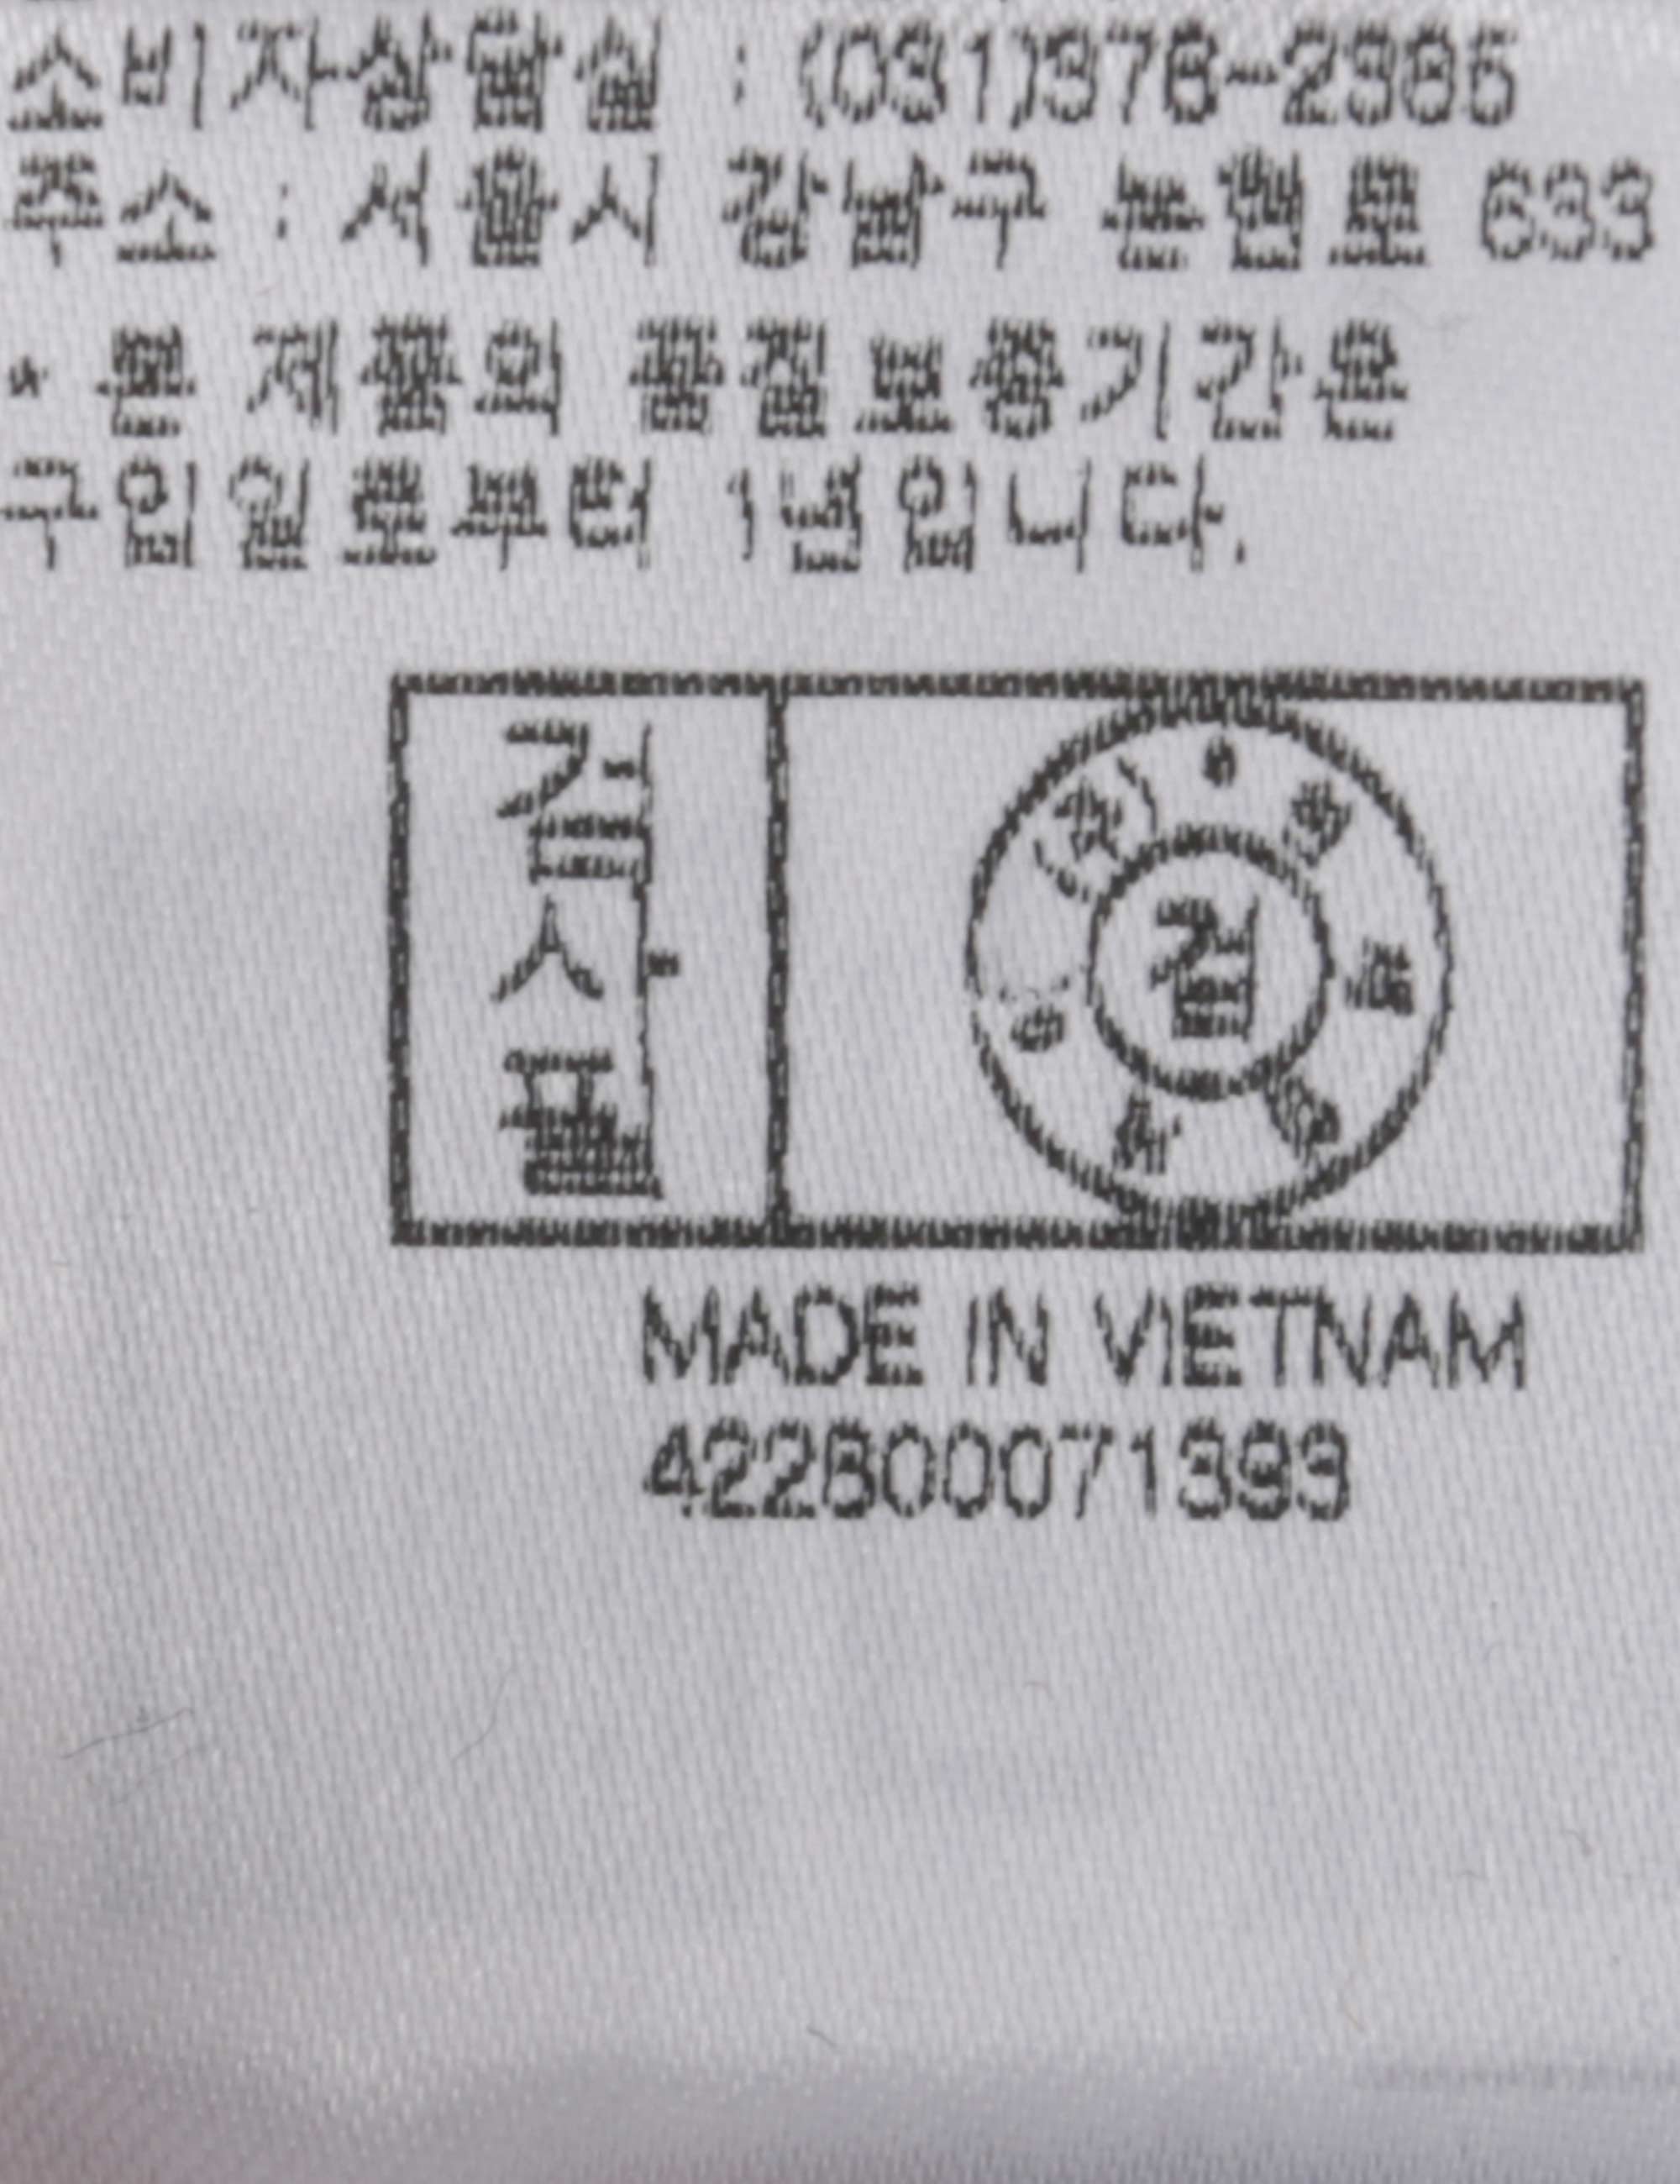 소비자상담실 : (031)376-2385
주소 : 서울시 강남구 논현로 633
* 본 제품의 품질보증기간은
구입일로부터 1년입니다.
검사필
검
MADE IN VIETNAM
422600071393